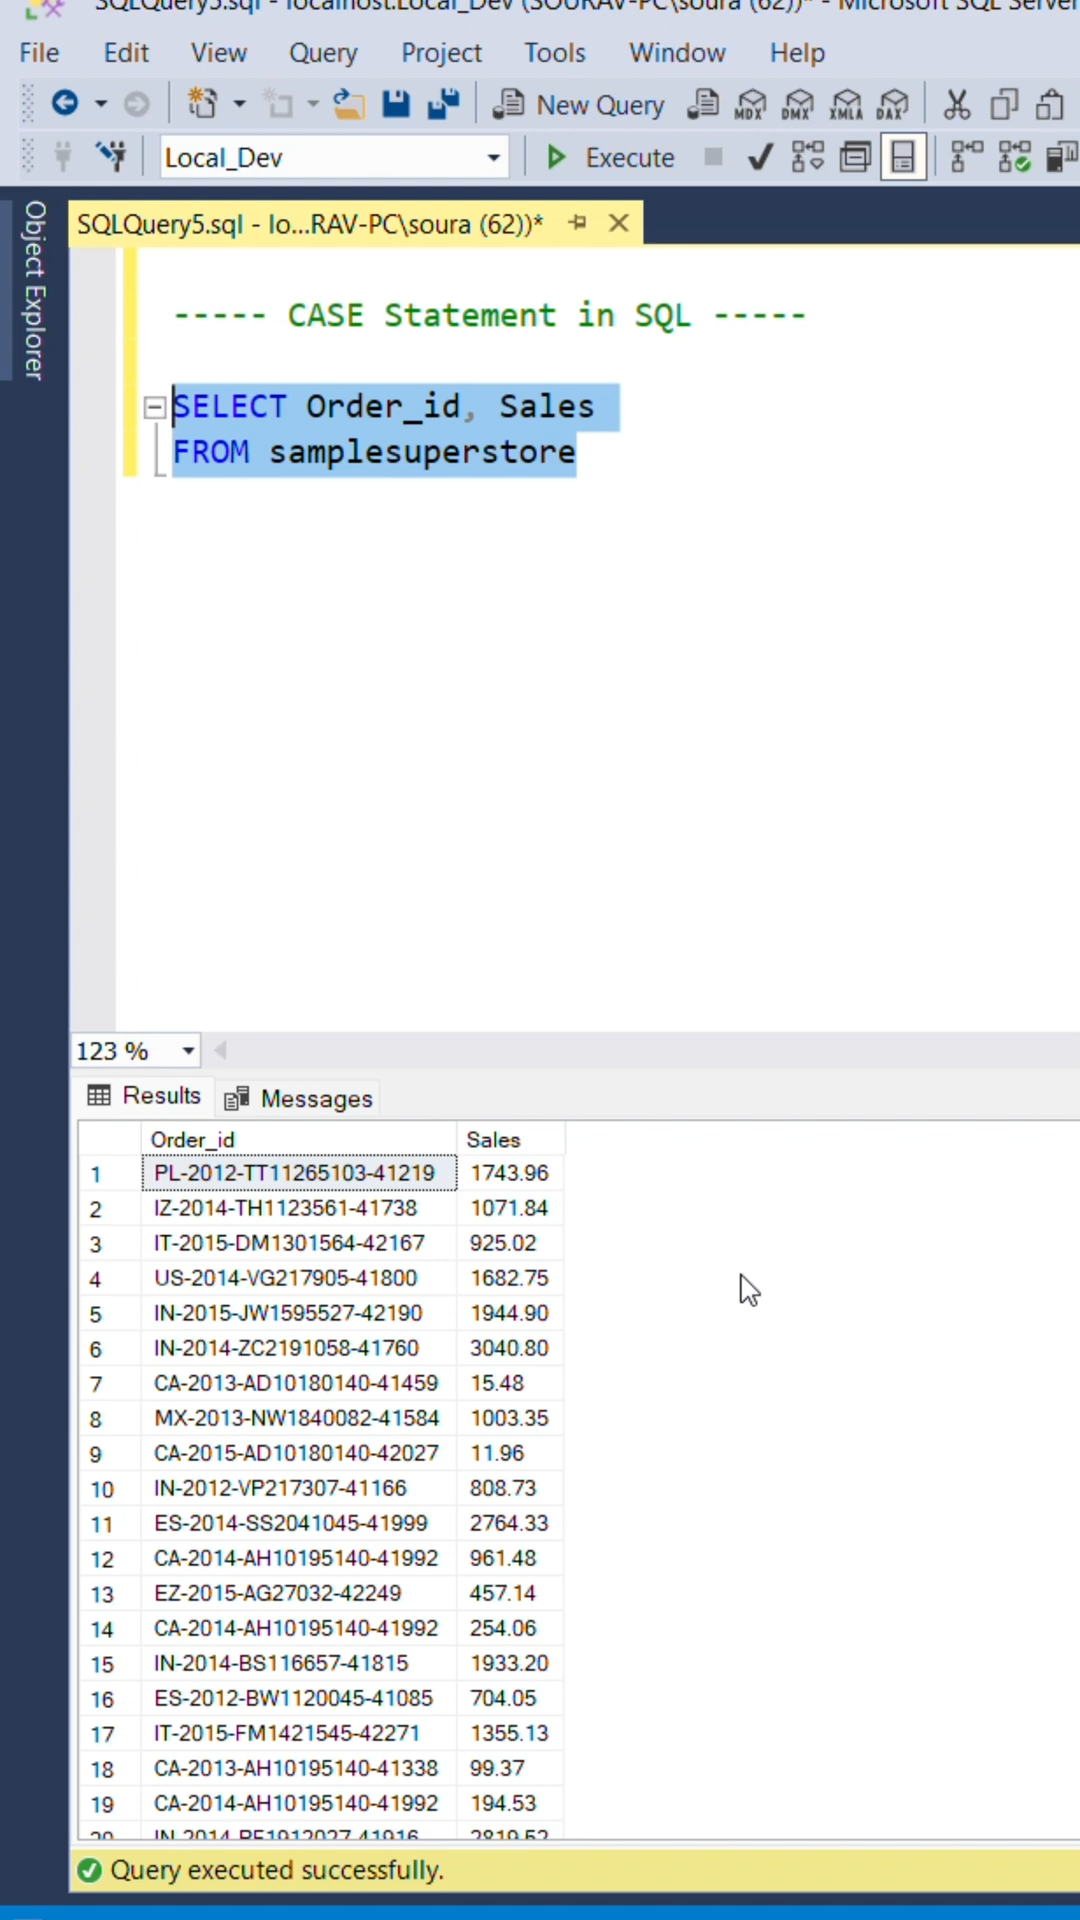 SQLQuery5.sql - localhost.Local_Dev (SOURAV-PC\soura (62))* - Microsoft SQL Server
File Edit View Query Project Tools Window Help
New Query MDX DMX XMLA DAX
Local_Dev Execute
Object Explorer
SQLQuery5.sql - lo...RAV-PC\soura (62))*
----- CASE Statement in SQL -----
SELECT Order_id, Sales
FROM samplesuperstore
123 %
Results Messages
Order_id Sales
1 PL-2012-TT11265103-41219 1743.96
2 IZ-2014-TH1123561-41738 1071.84
3 IT-2015-DM1301564-42167 925.02
4 US-2014-VG217905-41800 1682.75
5 IN-2015-JW1595527-42190 1944.90
6 IN-2014-ZC2191058-41760 3040.80
7 CA-2013-AD10180140-41459 15.48
8 MX-2013-NW1840082-41584 1003.35
9 CA-2015-AD10180140-42027 11.96
10 IN-2012-VP217307-41166 808.73
11 ES-2014-SS2041045-41999 2764.33
12 CA-2014-AH10195140-41992 961.48
13 EZ-2015-AG27032-42249 457.14
14 CA-2014-AH10195140-41992 254.06
15 IN-2014-BS116657-41815 1933.20
16 ES-2012-BW1120045-41085 704.05
17 IT-2015-FM1421545-42271 1355.13
18 CA-2013-AH10195140-41338 99.37
19 CA-2014-AH10195140-41992 194.53
20
Query executed successfully.